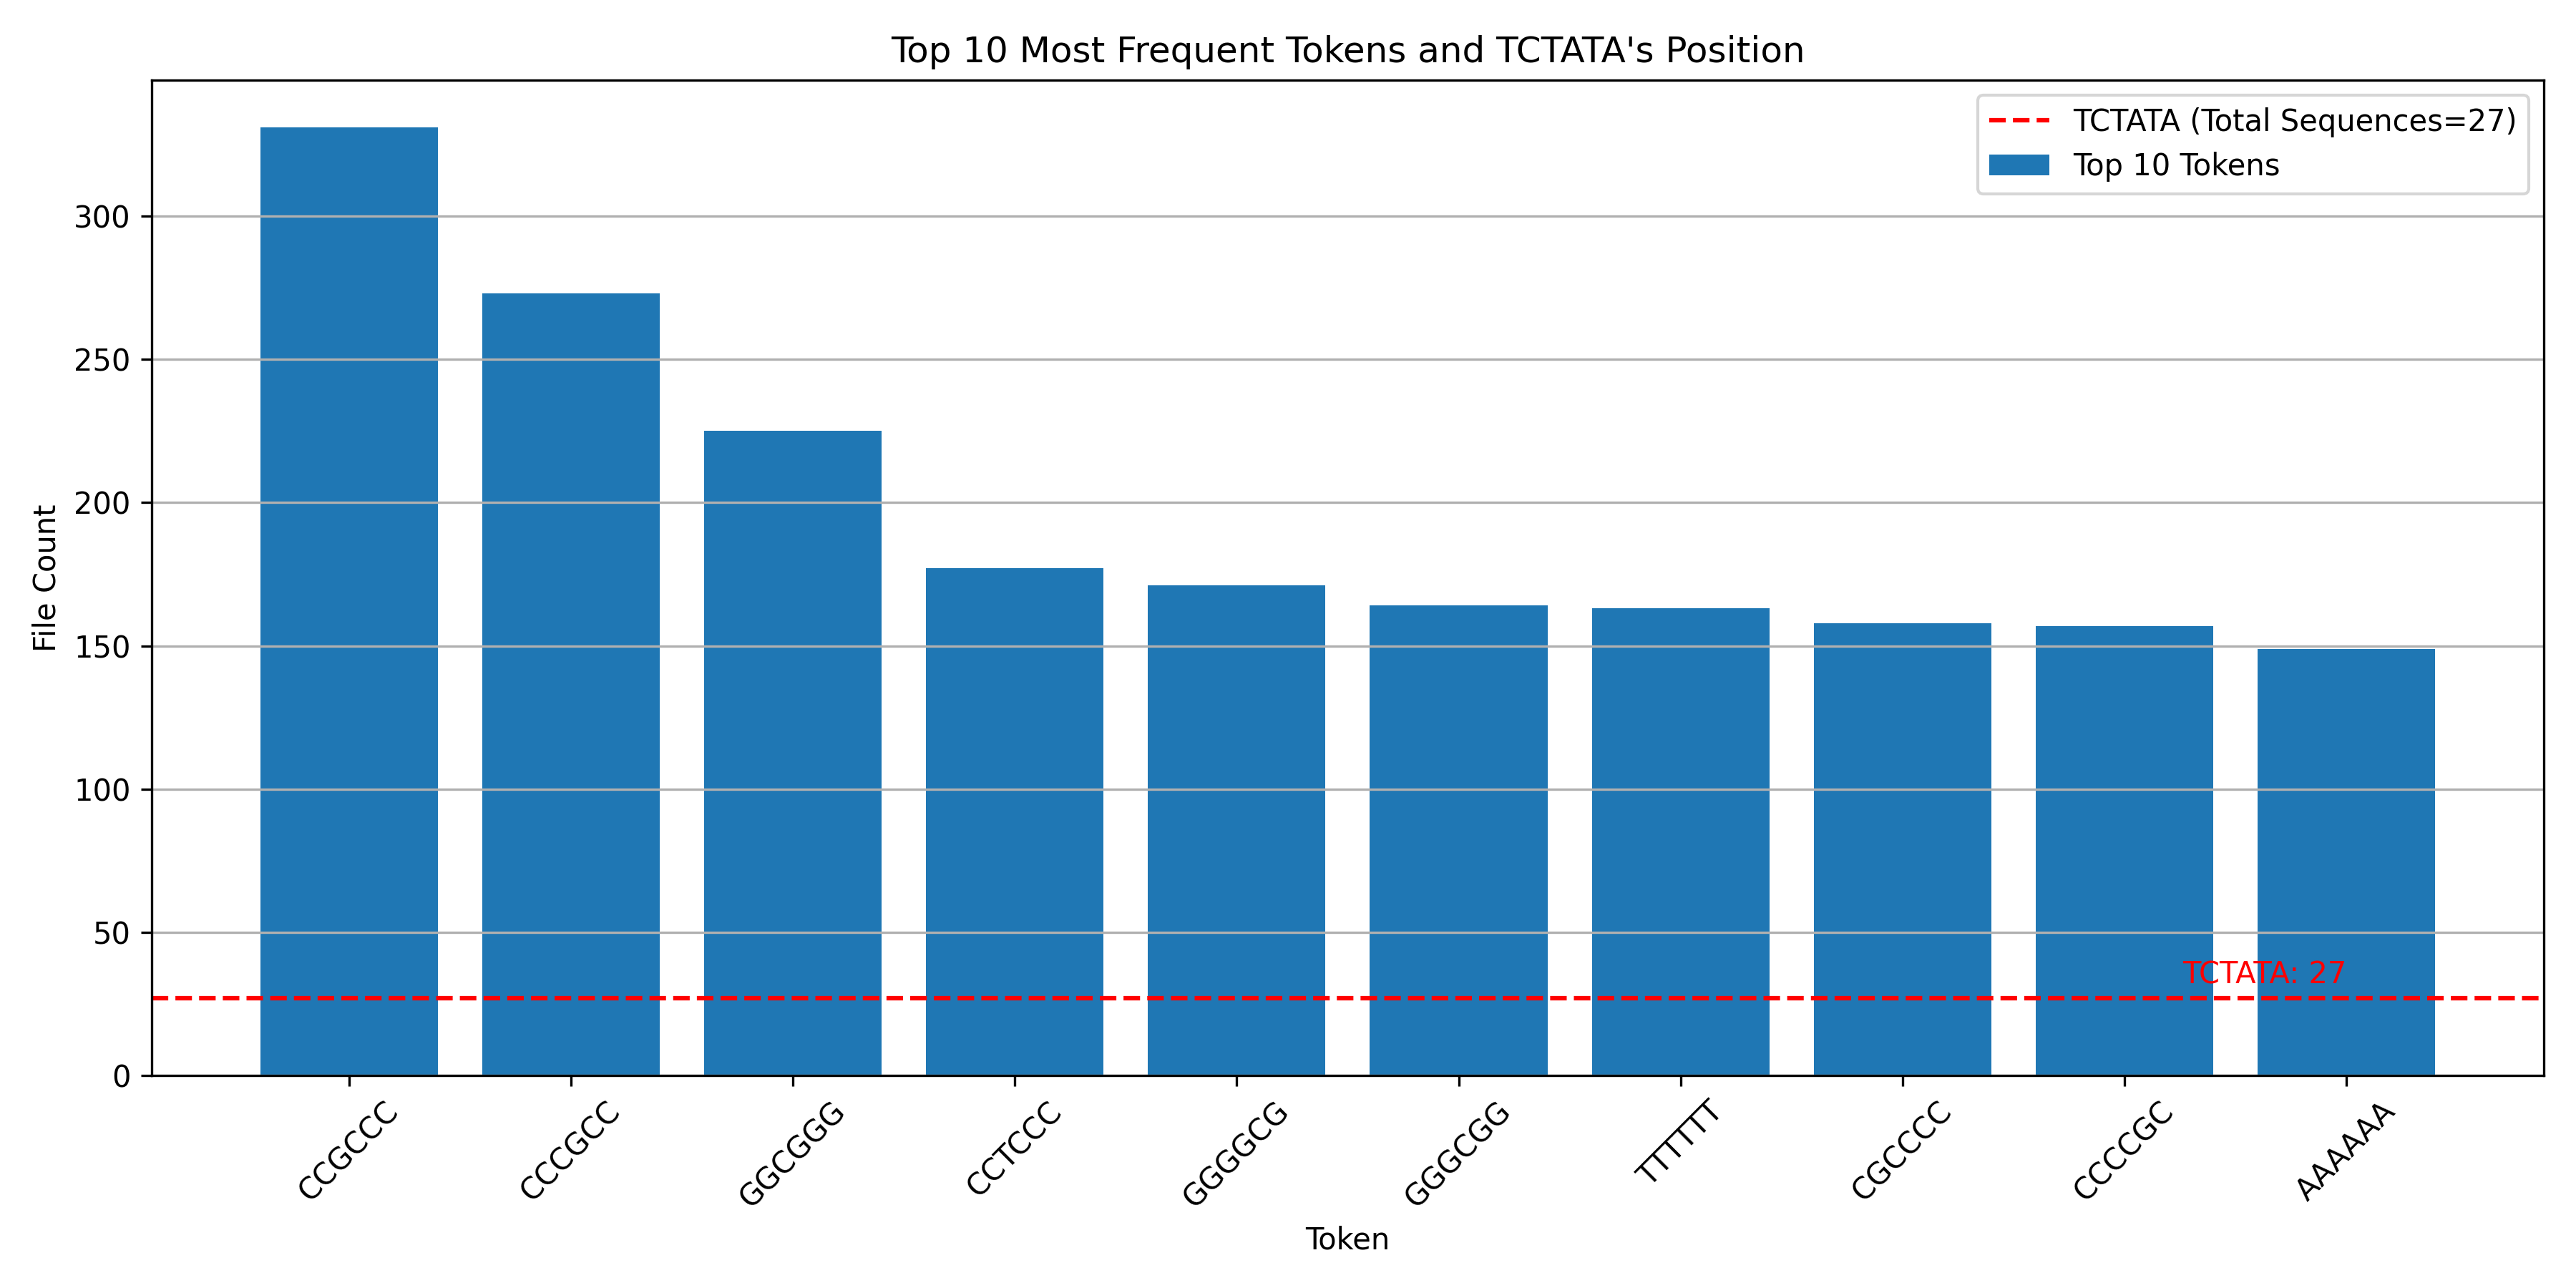 Top 10 Most Frequent Tokens and TCTATA's Position
TCTATA (Total Sequences=27)
Top 10 Tokens
File Count
300
250
200
150
100
50
0
TCTATA: 27
CCGCCC
CCCGCC
GGCGGG
CCTCCC
GGGGCG
GGGCGG
TTTTTT
CGCCCC
CCCCGC
AAAAAA
Token